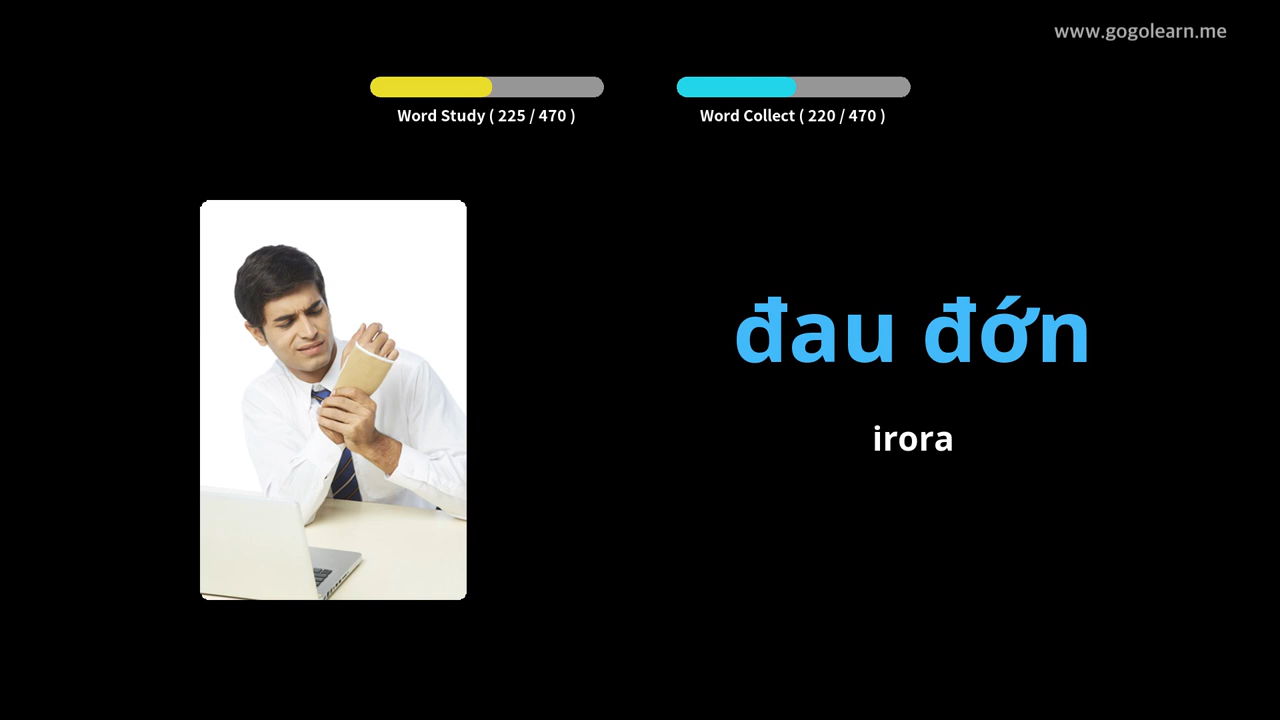 www.gogolearn.me
Word Study ( 225 / 470 )
Word Collect ( 220 / 470 )
đau đớn
irora